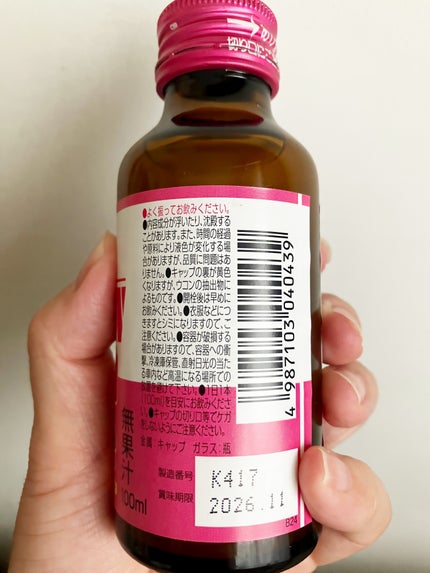 切り口に
●よく振ってお飲みください。
●内容成分が浮いたり、沈殿する
ことがあります。また、時間の経過
や原料により液色が変化する場
合がありますが、品質に問題はあ
りません。●キャップの裏が黄色
くなりますが、ウコンの抽出物に
よるものです。●開栓後は早めに
お飲みください。●衣服などにつ
きますとシミになりますので、ご
注意ください。●容器が破損する
場合がありますので、容器への衝
撃、冷凍庫保管、直射日光の当た
る車内など高温になる場所での
放置を避けて下さい。●1日1本
(100ml)を目安にお飲みくださ
い。●キャップの切り口等でケガ
をしないようにご注意ください。
金属:キャップ ガラス:瓶
4 987103 040439
無果汁
100ml
製造番号 K417
賞味期限 2026.11
B24